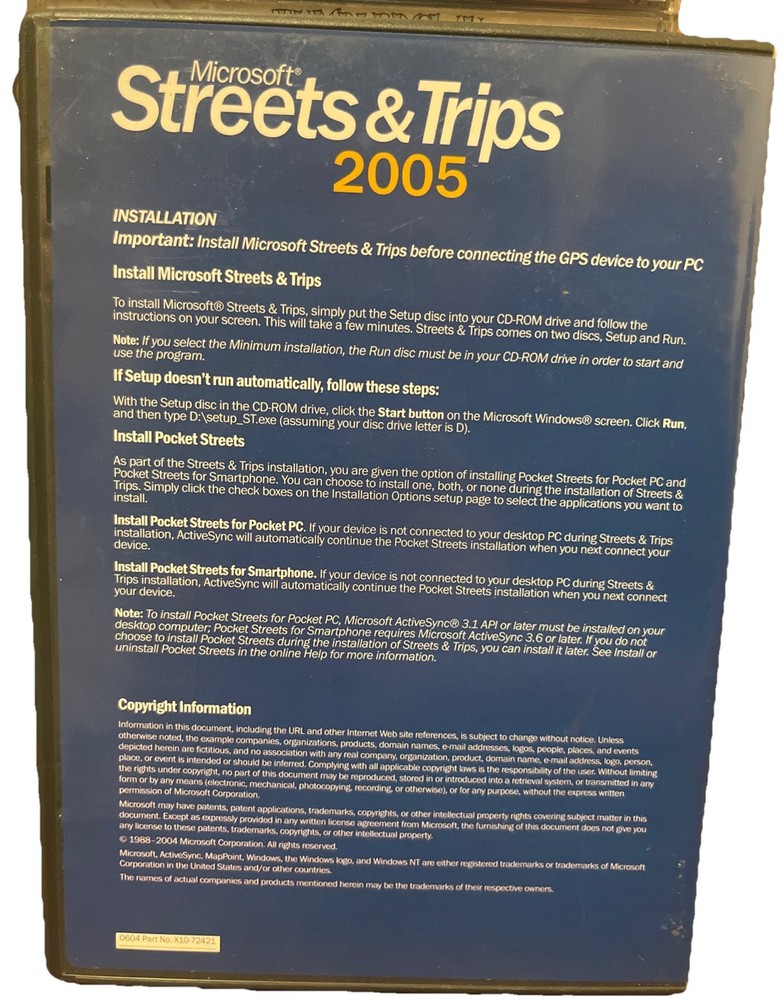 Microsoft®
Streets & Trips
2005
INSTALLATION
Important: Install Microsoft Streets & Trips before connecting the GPS device to your PC
Install Microsoft Streets & Trips
To install Microsoft® Streets & Trips, simply put the Setup disc into your CD-ROM drive and follow the
instructions on your screen. This will take a few minutes. Streets & Trips comes on two discs, Setup and Run.
Note: If you select the Minimum installation, the Run disc must be in your CD-ROM drive in order to start and
use the program.
If Setup doesn't run automatically, follow these steps:
With the Setup disc in the CD-ROM drive, click the Start button on the Microsoft Windows® screen. Click Run,
and then type D:\setup_ST.exe (assuming your disc drive letter is D).
Install Pocket Streets
As part of the Streets & Trips installation, you are given the option of installing Pocket Streets for Pocket PC and
Pocket Streets for Smartphone. You can choose to install one, both, or none during the installation of Streets &
Trips. Simply click the check boxes on the Installation Options setup page to select the applications you want to
install.
Install Pocket Streets for Pocket PC. If your device is not connected to your desktop PC during Streets & Trips
installation, ActiveSync will automatically continue the Pocket Streets installation when you next connect your
device.
Install Pocket Streets for Smartphone. If your device is not connected to your desktop PC during Streets &
Trips installation, ActiveSync will automatically continue the Pocket Streets installation when you next connect
your device.
Note: To install Pocket Streets for Pocket PC, Microsoft ActiveSync® 3.1 API or later must be installed on your
desktop computer; Pocket Streets for Smartphone requires Microsoft ActiveSync 3.6 or later. If you do not
choose to install Pocket Streets during the installation of Streets & Trips, you can install it later. See Install or
uninstall Pocket Streets in the online Help for more information.
Copyright Information
Information in this document, including the URL and other Internet Web site references, is subject to change without notice. Unless
otherwise noted, the example companies, organizations, products, domain names, e-mail addresses, logos, people, places, and events
depicted herein are fictitious, and no association with any real company, organization, product, domain name, e-mail address, logo, person,
place, or event is intended or should be inferred. Complying with all applicable copyright laws is the responsibility of the user. Without limiting
the rights under copyright, no part of this document may be reproduced, stored in or introduced into a retrieval system, or transmitted in any
form or by any means (electronic, mechanical, photocopying, recording, or otherwise), or for any purpose, without the express written
permission of Microsoft Corporation.
Microsoft may have patents, patent applications, trademarks, copyrights, or other intellectual property rights covering subject matter in this
document. Except as expressly provided in any written license agreement from Microsoft, the furnishing of this document does not give you
any license to these patents, trademarks, copyrights, or other intellectual property.
© 1988-2004 Microsoft Corporation. All rights reserved.
Microsoft, ActiveSync, MapPoint, Windows, the Windows logo, and Windows NT are either registered trademarks or trademarks of Microsoft
Corporation in the United States and/or other countries.
The names of actual companies and products mentioned herein may be the trademarks of their respective owners.
0604 Part No. X10-72421